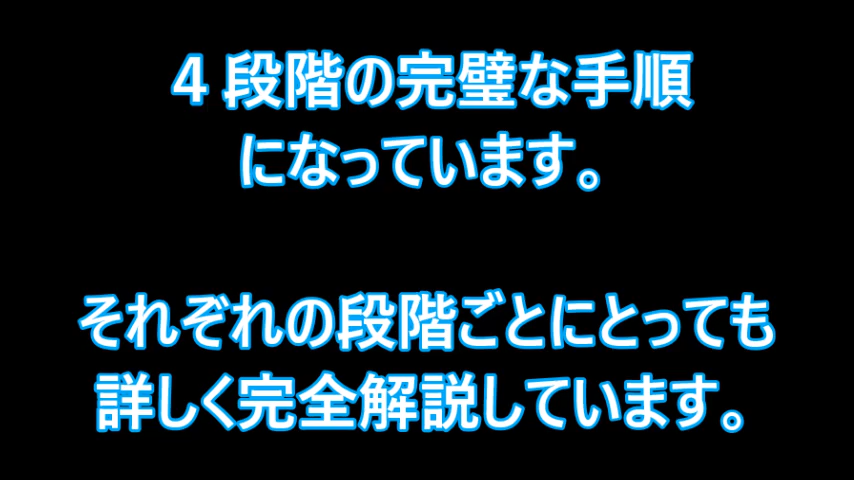 4段階の完璧な手順
になっています。
それぞれの段階ごとにとっても
詳しく完全解説しています。